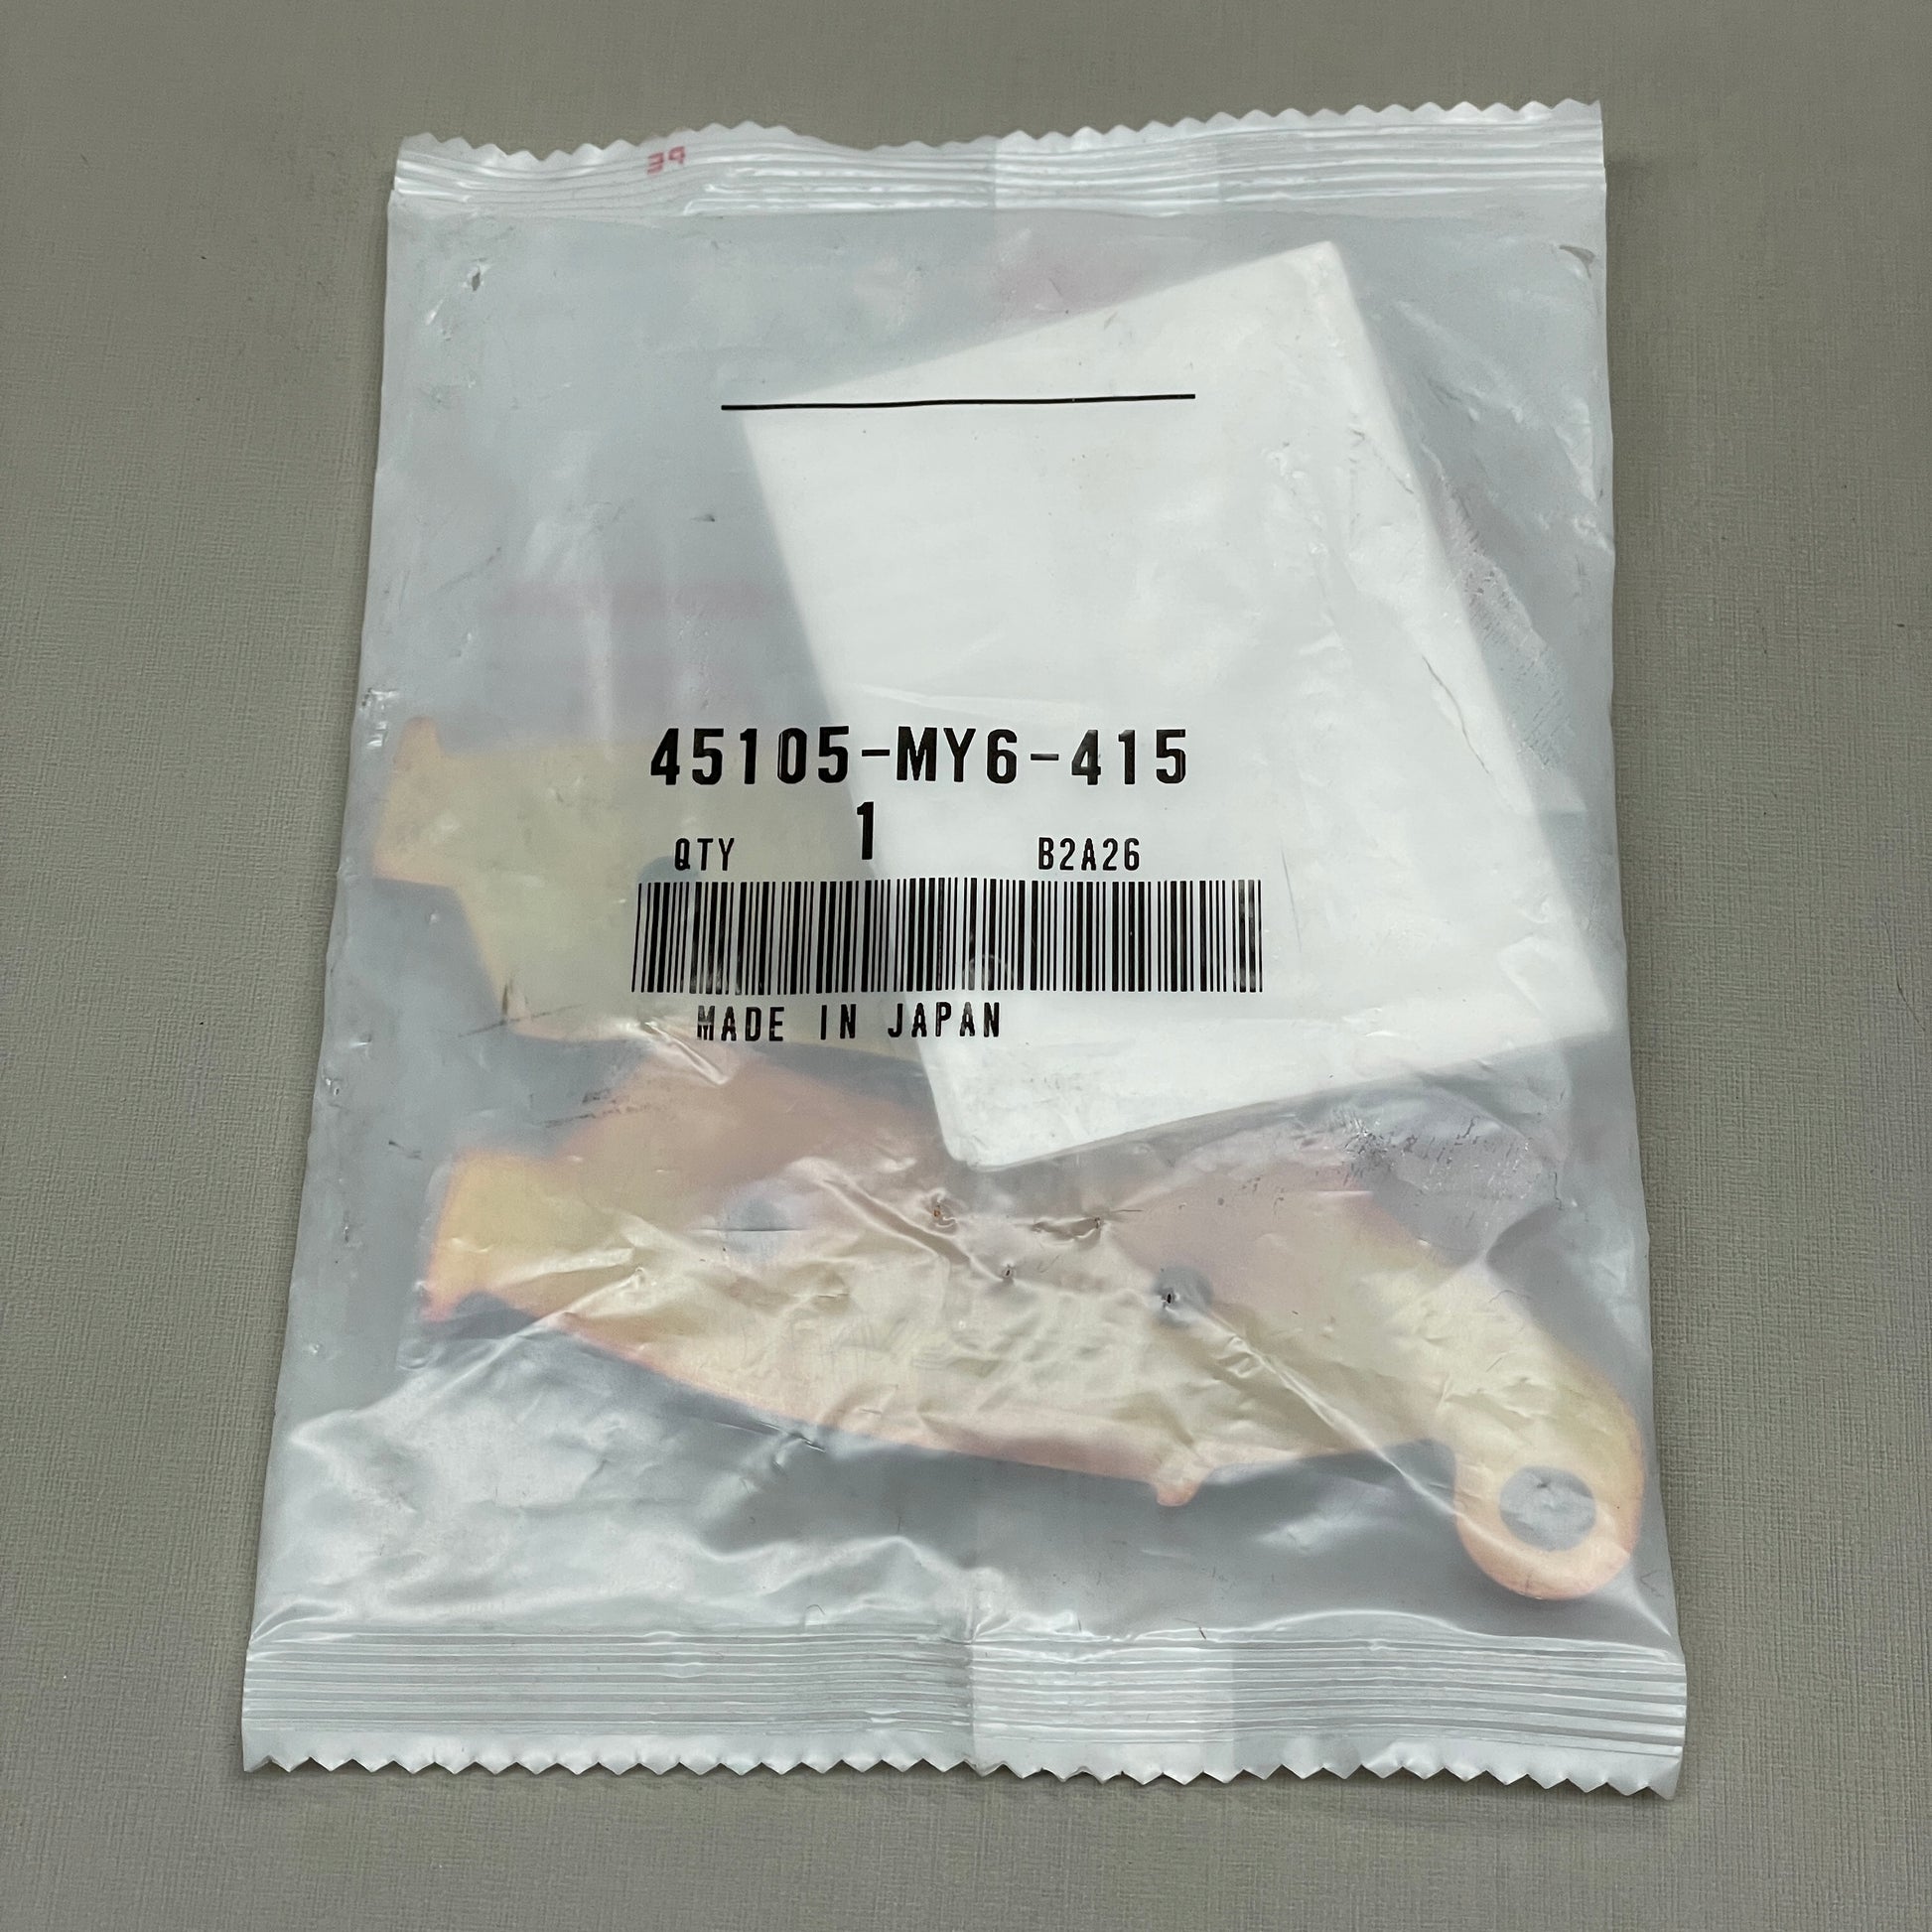 PE
45105-MY6-415
1
QTY B2A26
MADE IN JAPAN